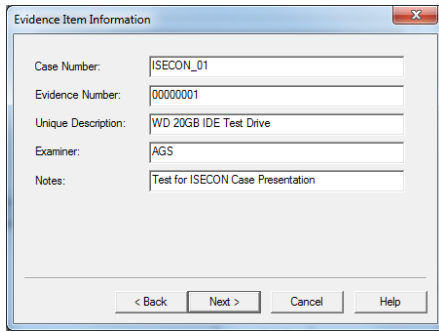 Evidence Item Information
Case Number: ISECON_01
Evidence Number: 00000001
Unique Description: WD 20GB IDE Test Drive
Examiner: AGS
Notes: Test for ISECON Case Presentation
< Back Next > Cancel Help